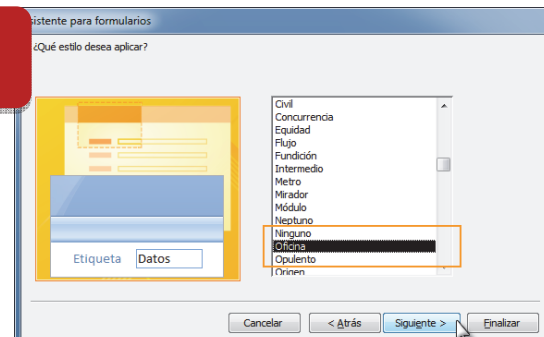 sistente para formularios
¿Qué estilo desea aplicar?
Civil
Concurrencia
Equidad
Flujo
Fundición
Intermedio
Metro
Mirador
Módulo
Neptuno
Ninguno
Oficina
Opulento
Origen
Etiqueta Datos
Cancelar < Atrás Siguiente > Finalizar